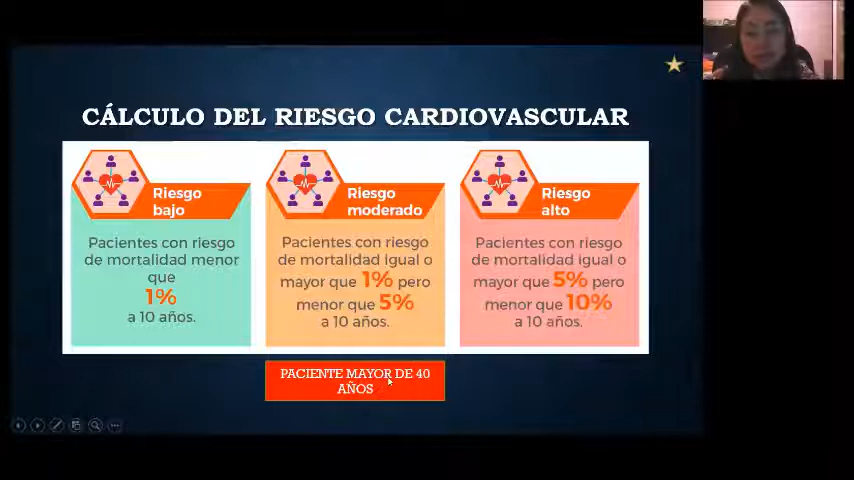 CÁLCULO DEL RIESGO CARDIOVASCULAR
Riesgo
bajo
Pacientes con riesgo
de mortalidad menor
que
1%
a 10 años.
Riesgo
moderado
Pacientes con riesgo
de mortalidad igual o
mayor que 1% pero
menor que 5%
a 10 años.
Riesgo
alto
Pacientes con riesgo
de mortalidad igual o
mayor que 5% pero
menor que 10%
a 10 años.
PACIENTE MAYOR DE 40
AÑOS